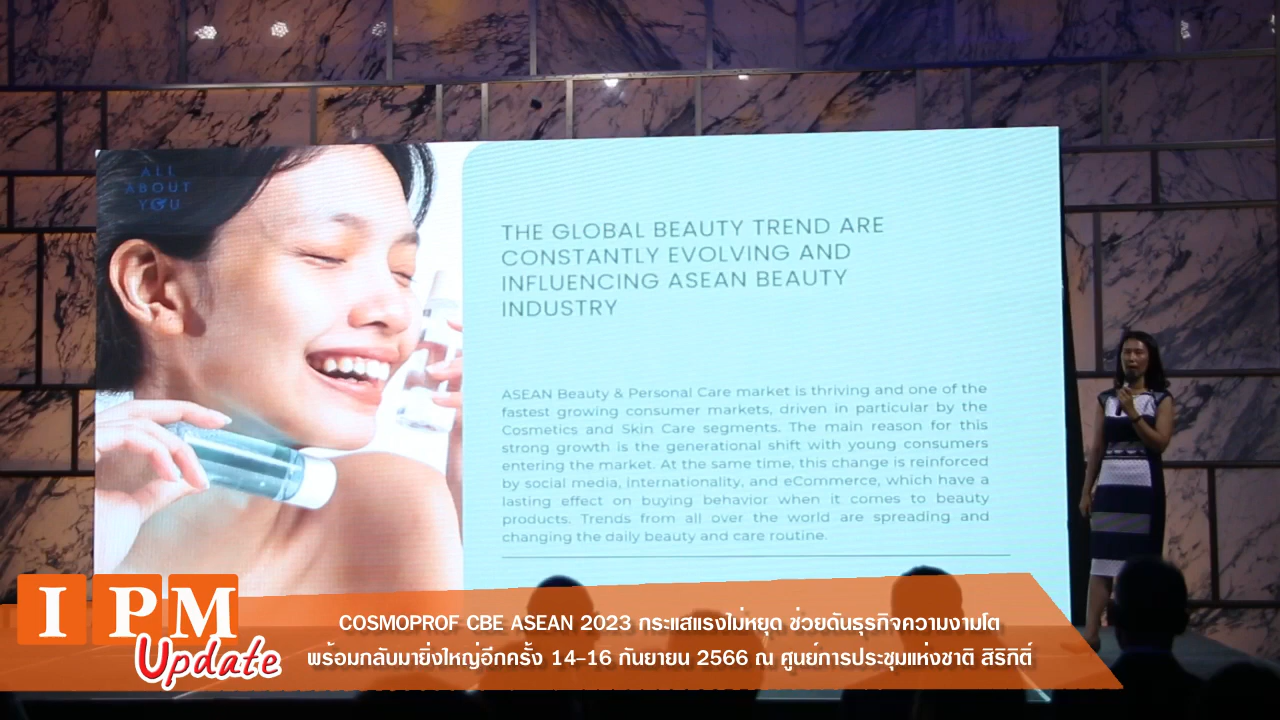 ALL
ABOUT
YOU
THE GLOBAL BEAUTY TREND ARE
CONSTANTLY EVOLVING AND
INFLUENCING ASEAN BEAUTY
INDUSTRY
ASEAN Beauty & Personal Care market is thriving and one of the
fastest growing consumer markets, driven in particular by the
Cosmetics and Skin Care segments. The main reason for this
strong growth is the generational shift with young consumers
entering the market. At the same time, this change is reinforced
by social media, internationality, and eCommerce, which have a
lasting effect on buying behavior when it comes to beauty
products. Trends from all over the world are spreading and
changing the daily beauty and care routine.
IPM
Update
COSMOPROF CBE ASEAN 2023 กระแสแรงไม่หยุด ช่วยดันธุรกิจความงามโต
พร้อมกลับมายิ่งใหญ่อีกครั้ง 14-16 กันยายน 2566 ณ ศูนย์การประชุมแห่งชาติ สิริกิติ์